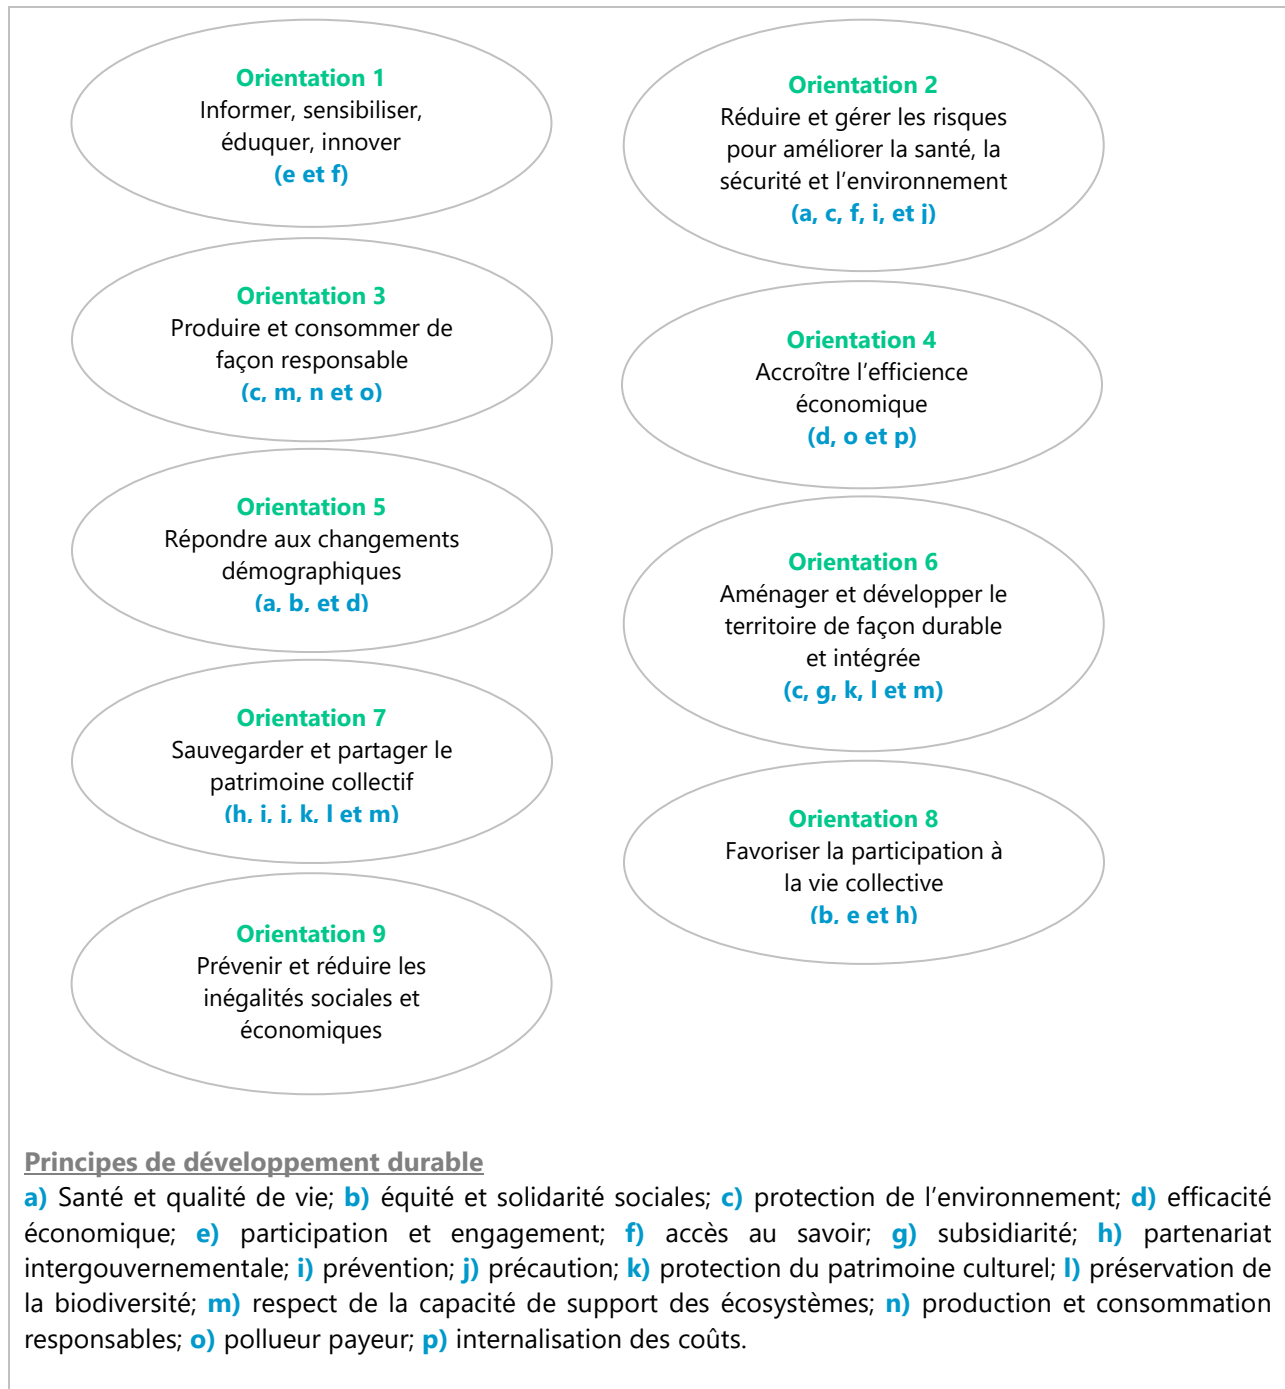 Orientation 1
Informer, sensibiliser,
éduquer, innover
(e et f)
Orientation 2
Réduire et gérer les risques
pour améliorer la santé, la
sécurité et l’environnement
(a, c, f, i, et j)
Orientation 3
Produire et consommer de
façon responsable
(c, m, n et o)
Orientation 4
Accroître l’efficience
économique
(d, o et p)
Orientation 5
Répondre aux changements
démographiques
(a, b, et d)
Orientation 6
Aménager et développer le
territoire de façon durable
et intégrée
(c, g, k, l et m)
Orientation 7
Sauvegarder et partager le
patrimoine collectif
(h, i, j, k, l et m)
Orientation 8
Favoriser la participation à
la vie collective
(b, e et h)
Orientation 9
Prévenir et réduire les
inégalités sociales et
économiques
Principes de développement durable
a) Santé et qualité de vie; b) équité et solidarité sociales; c) protection de l’environnement; d) efficacité
économique; e) participation et engagement; f) accès au savoir; g) subsidiarité; h) partenariat
intergouvernementale; i) prévention; j) précaution; k) protection du patrimoine culturel; l) préservation de
la biodiversité; m) respect de la capacité de support des écosystèmes; n) production et consommation
responsables; o) pollueur payeur; p) internalisation des coûts.